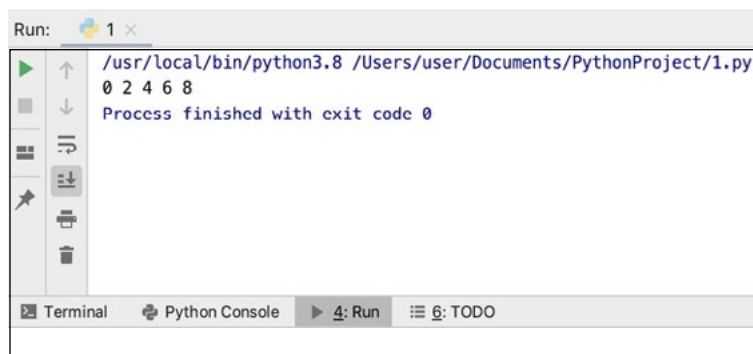 Run: 1 ×
/usr/local/bin/python3.8 /Users/user/Documents/PythonProject/1.py
0 2 4 6 8
Process finished with exit code 0
Terminal Python Console 4: Run 6: TODO